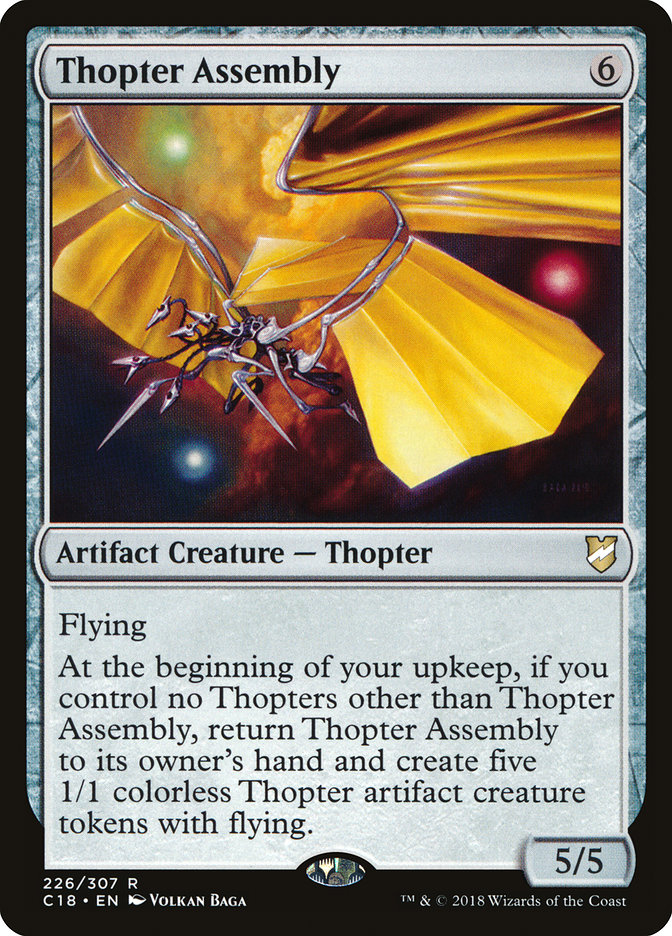 Thopter Assembly 6
Artifact Creature — Thopter
Flying
At the beginning of your upkeep, if you
control no Thopters other than Thopter
Assembly, return Thopter Assembly
to its owner's hand and create five
1/1 colorless Thopter artifact creature
tokens with flying.
5/5
226/307 R
C18 • EN Volkan Baga
™ & © 2018 Wizards of the Coast